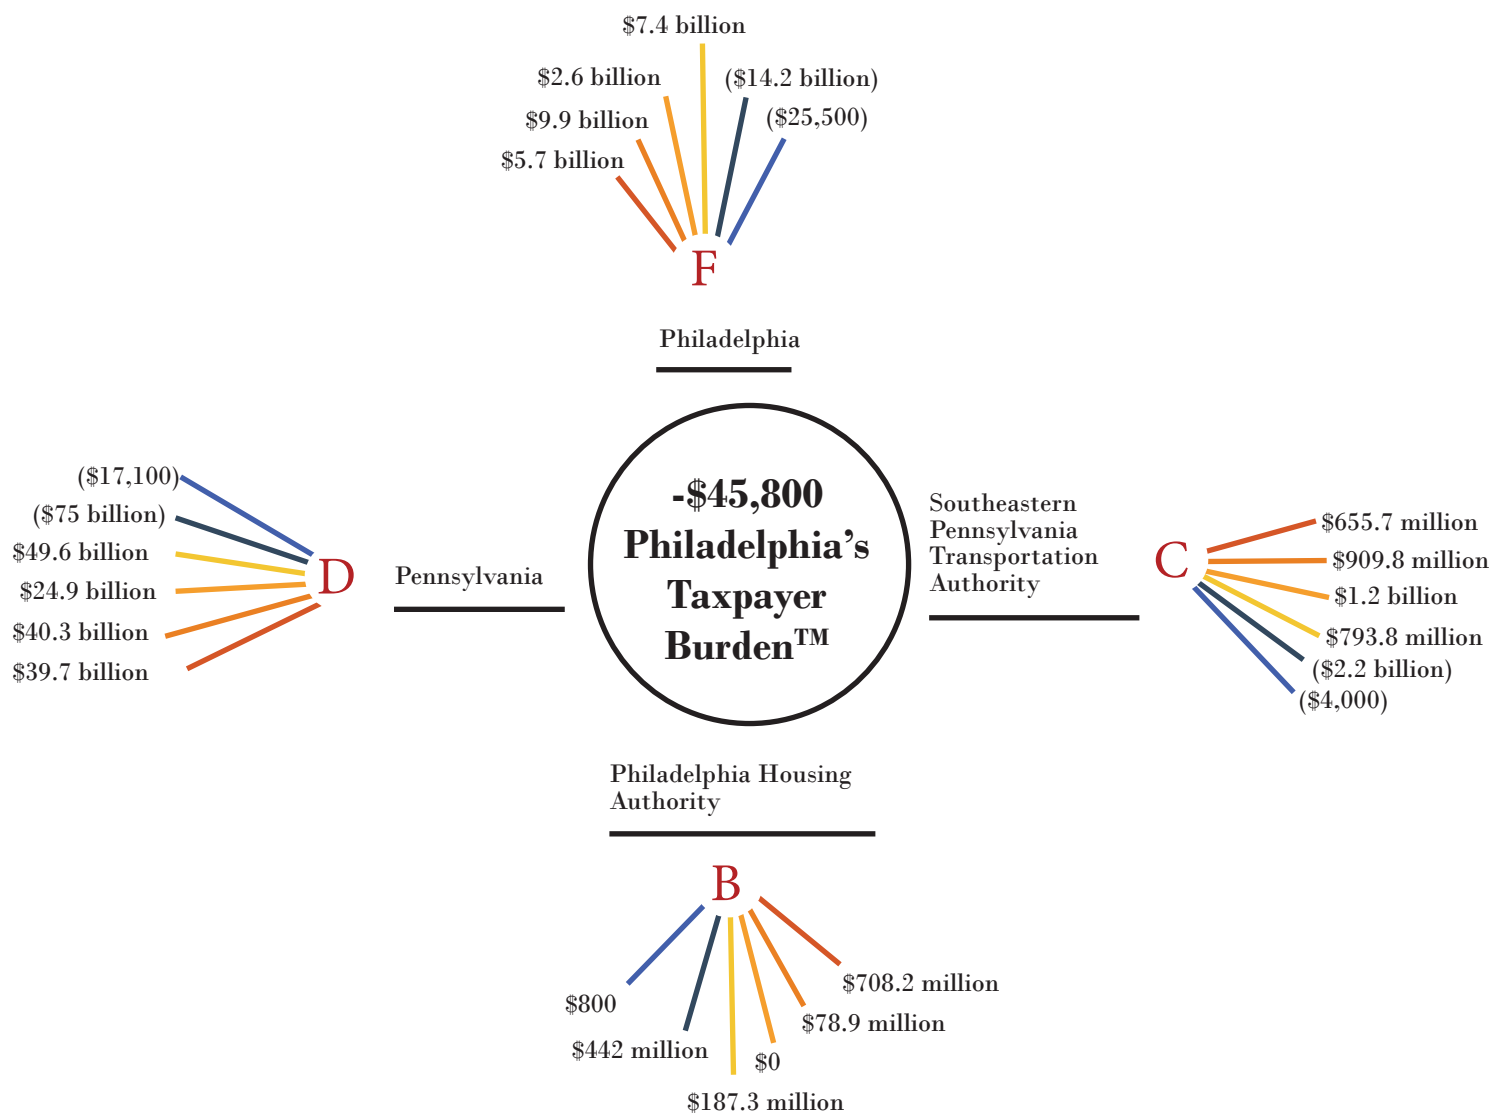 $7.4 billion
$2.6 billion
($14.2 billion)
$9.9 billion
($25,500)
$5.7 billion
F
Philadelphia
-$45,800
Philadelphia's
Taxpayer
Burden™
($17,100)
($75 billion)
$49.6 billion
$24.9 billion
$40.3 billion
$39.7 billion
D
Pennsylvania
Southeastern
Pennsylvania
Transportation
Authority
C
$655.7 million
$909.8 million
$1.2 billion
$793.8 million
($2.2 billion)
($4,000)
Philadelphia Housing
Authority
B
$708.2 million
$800
$78.9 million
$442 million
$0
$187.3 million